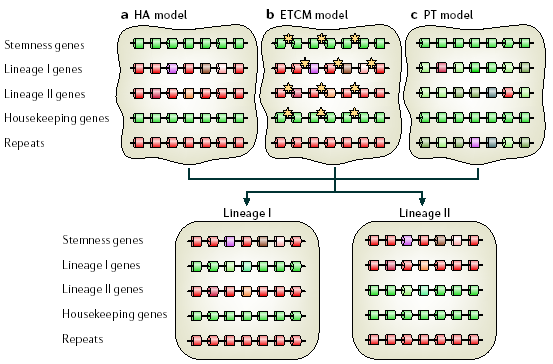 a HA model b ETCM model c PT model
Stemness genes
Lineage I genes
Lineage II genes
Housekeeping genes
Repeats
Lineage I Lineage II
Stemness genes
Lineage I genes
Lineage II genes
Housekeeping genes
Repeats